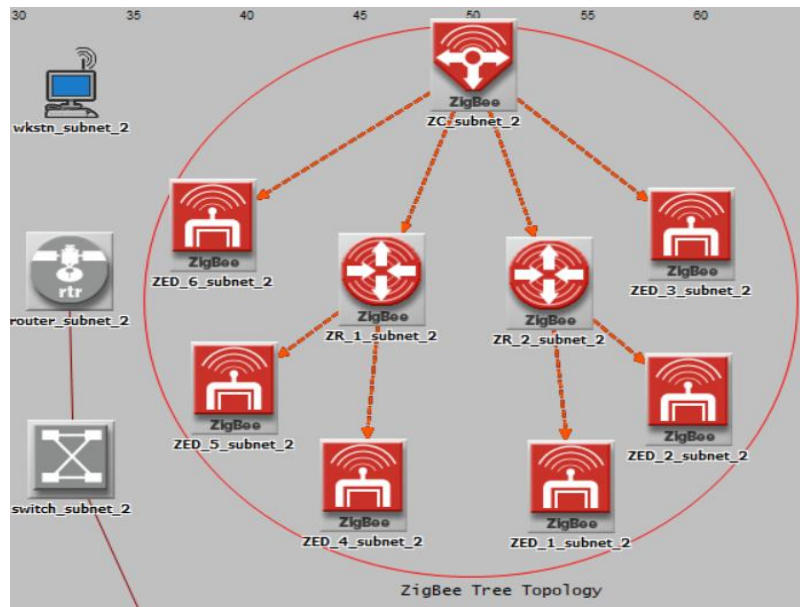 30 35 40 45 50 55 60
ZigBee
ZC_subnet_2
wkstn_subnet_2
ZigBee
ZED_6_subnet_2
ZigBee
ZED_3_subnet_2
rtr
router_subnet_2
ZigBee
ZR_1_subnet_2
ZigBee
ZR_2_subnet_2
ZigBee
ZED_5_subnet_2
ZigBee
ZED_2_subnet_2
switch_subnet_2
ZigBee
ZED_4_subnet_2
ZigBee
ZED_1_subnet_2
ZigBee Tree Topology